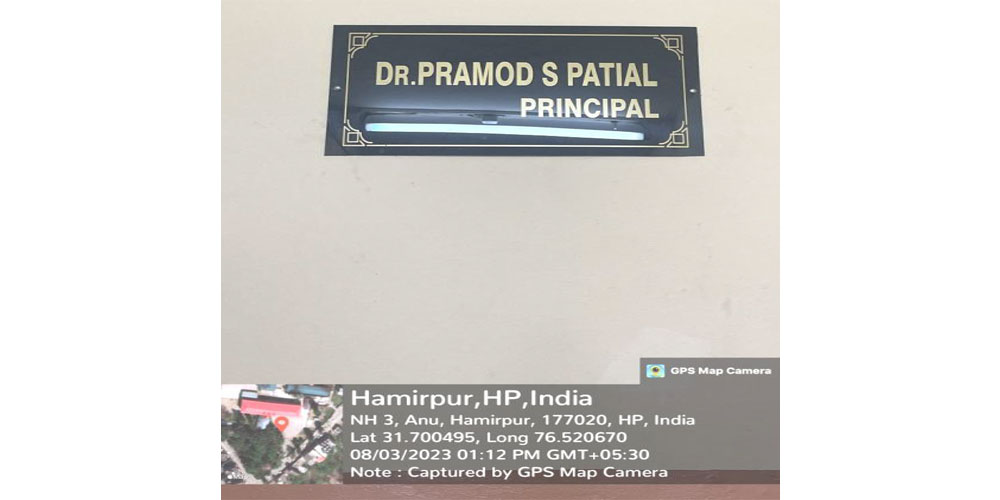 DR.PRAMOD S PATIAL
PRINCIPAL
GPS Map Camera
Hamirpur,HP,India
NH 3, Anu, Hamirpur, 177020, HP, India
Lat 31.700495, Long 76.520670
08/03/2023 01:12 PM GMT+05:30
Note : Captured by GPS Map Camera